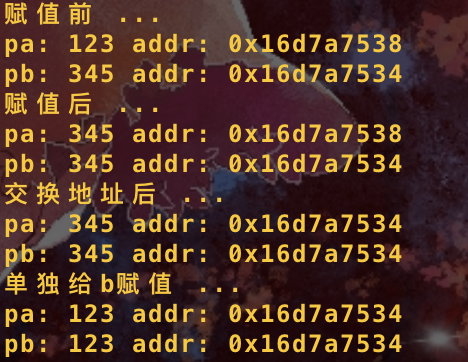 赋值前 ...
pa: 123 addr: 0x16d7a7538
pb: 345 addr: 0x16d7a7534
赋值后 ...
pa: 345 addr: 0x16d7a7538
pb: 345 addr: 0x16d7a7534
交换地址后 ...
pa: 345 addr: 0x16d7a7534
pb: 345 addr: 0x16d7a7534
单独给b赋值 ...
pa: 123 addr: 0x16d7a7534
pb: 123 addr: 0x16d7a7534